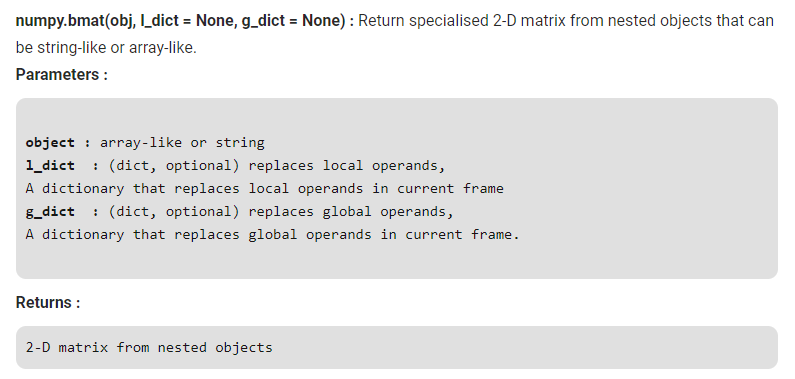 numpy.bmat(obj, l_dict = None, g_dict = None) : Return specialised 2-D matrix from nested objects that can
be string-like or array-like.
Parameters :
object : array-like or string
l_dict  : (dict, optional) replaces local operands,
A dictionary that replaces local operands in current frame
g_dict  : (dict, optional) replaces global operands,
A dictionary that replaces global operands in current frame.
Returns :
2-D matrix from nested objects